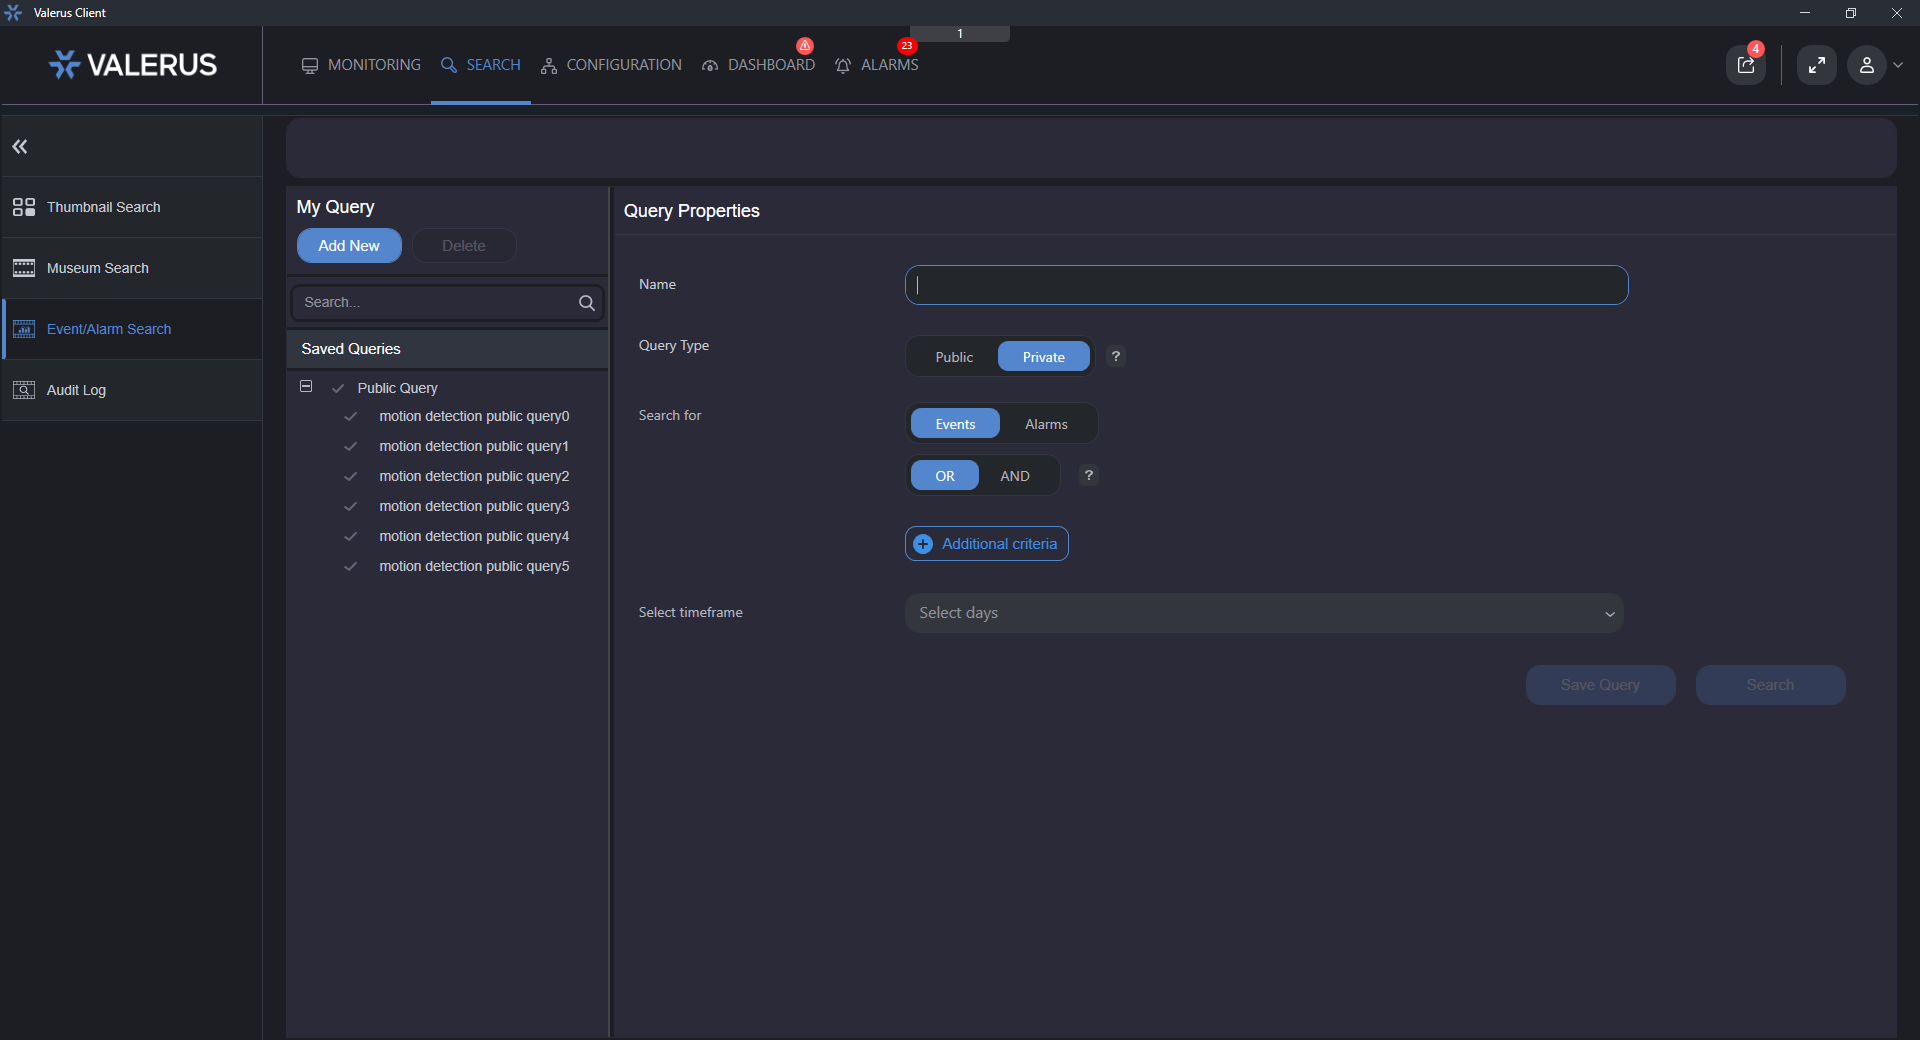 Valerus Client
1
VALERUS
MONITORING
SEARCH
CONFIGURATION
DASHBOARD
23
ALARMS
4
Thumbnail Search
Museum Search
Event/Alarm Search
Audit Log
My Query
Add New
Delete
Search...
Saved Queries
Public Query
motion detection public query0
motion detection public query1
motion detection public query2
motion detection public query3
motion detection public query4
motion detection public query5
Query Properties
Name
Query Type
Public
Private
?
Search for
Events
Alarms
OR
AND
?
Additional criteria
Select timeframe
Select days
Save Query
Search